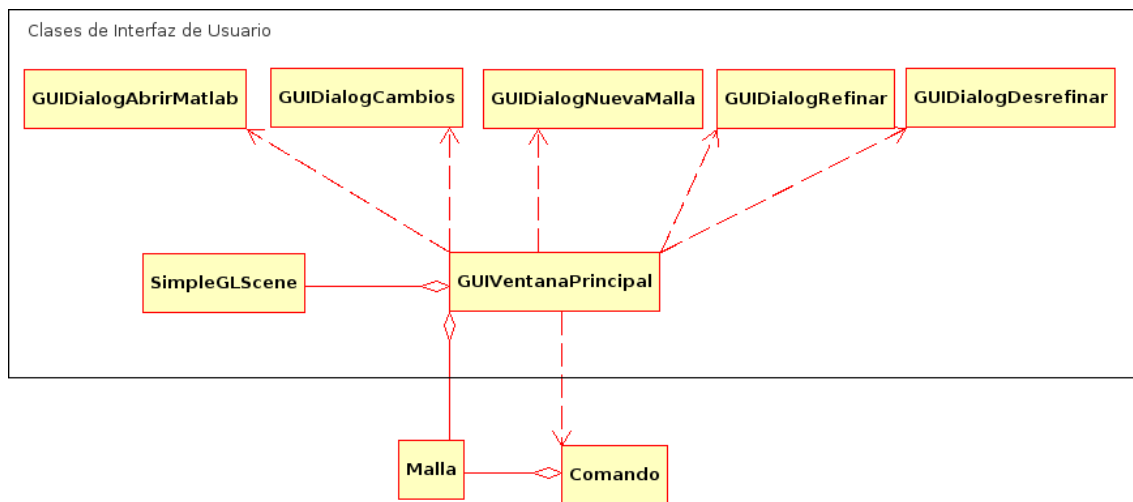 Clases de Interfaz de Usuario
GUIDialogAbrirMatlab
GUIDialogCambios
GUIDialogNuevaMalla
GUIDialogRefinar
GUIDialogDesrefinar
SimpleGLScene
GUIVentanaPrincipal
Malla
Comando